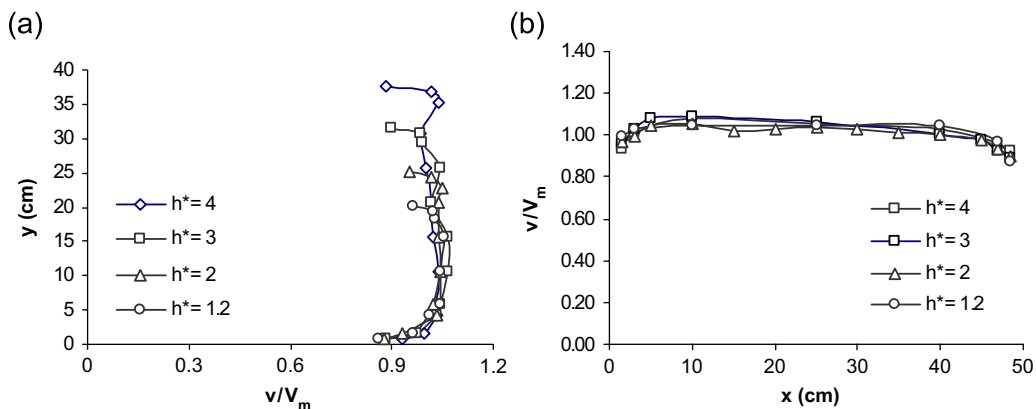 (a)
40
35
30
25
20
15
10
5
0
y (cm)
h*= 4
h*= 3
h*= 2
h*= 1.2
0
0.3
0.6
0.9
1.2
v/Vm
(b)
1.40
1.20
1.00
0.80
0.60
0.40
0.20
0.00
v/Vm
h*= 4
h*= 3
h*= 2
h*= 1.2
0
10
20
30
40
50
x (cm)